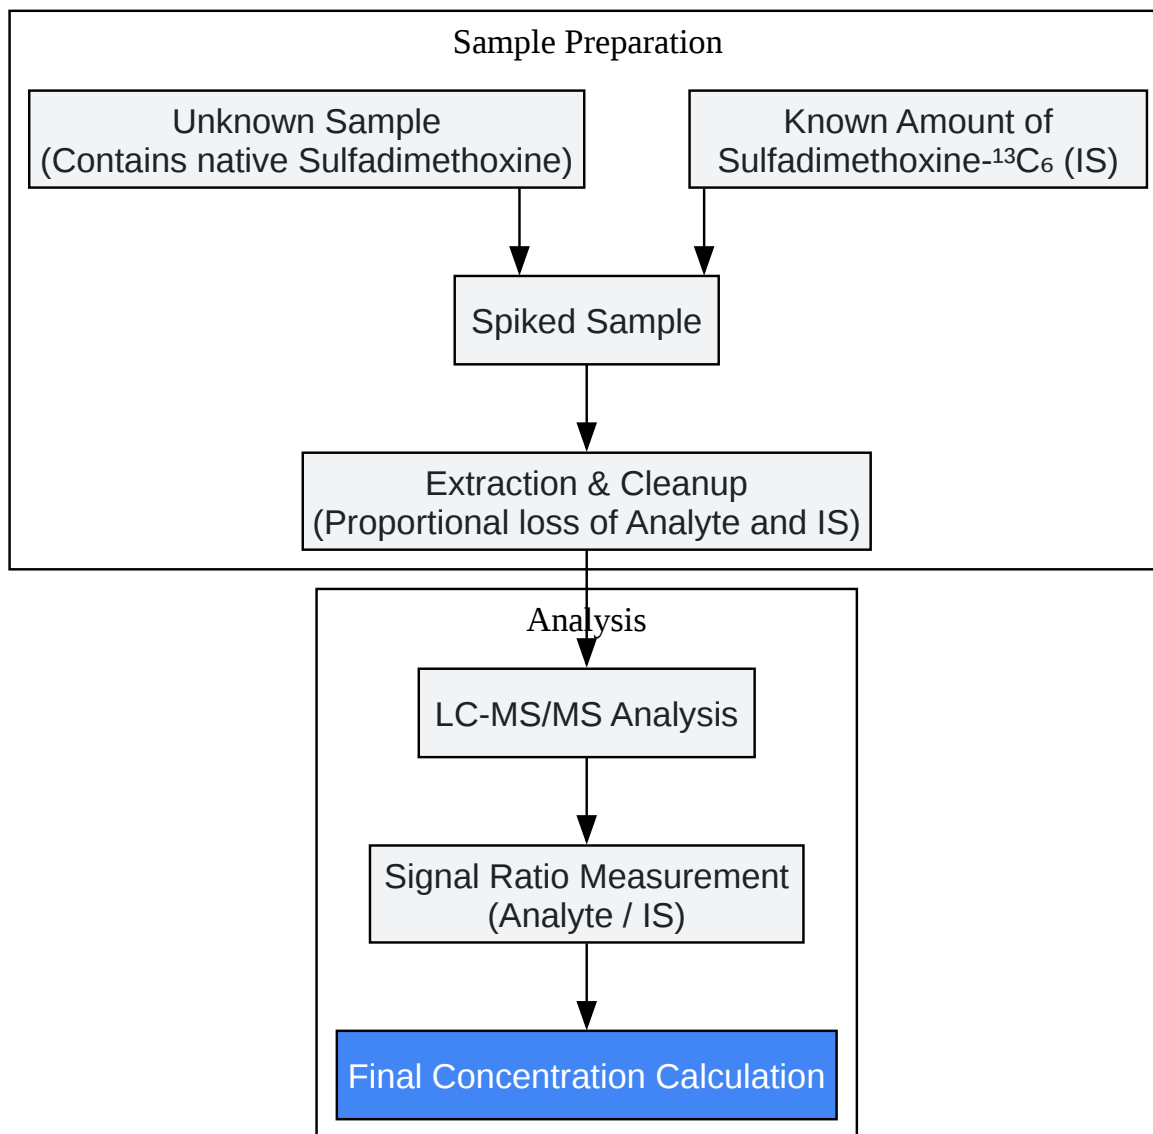 Sample Preparation
Unknown Sample
(Contains native Sulfadimethoxine)
Known Amount of
Sulfadimethoxine-¹³C₆ (IS)
Spiked Sample
Extraction & Cleanup
(Proportional loss of Analyte and IS)
Analysis
LC-MS/MS Analysis
Signal Ratio Measurement
(Analyte / IS)
Final Concentration Calculation